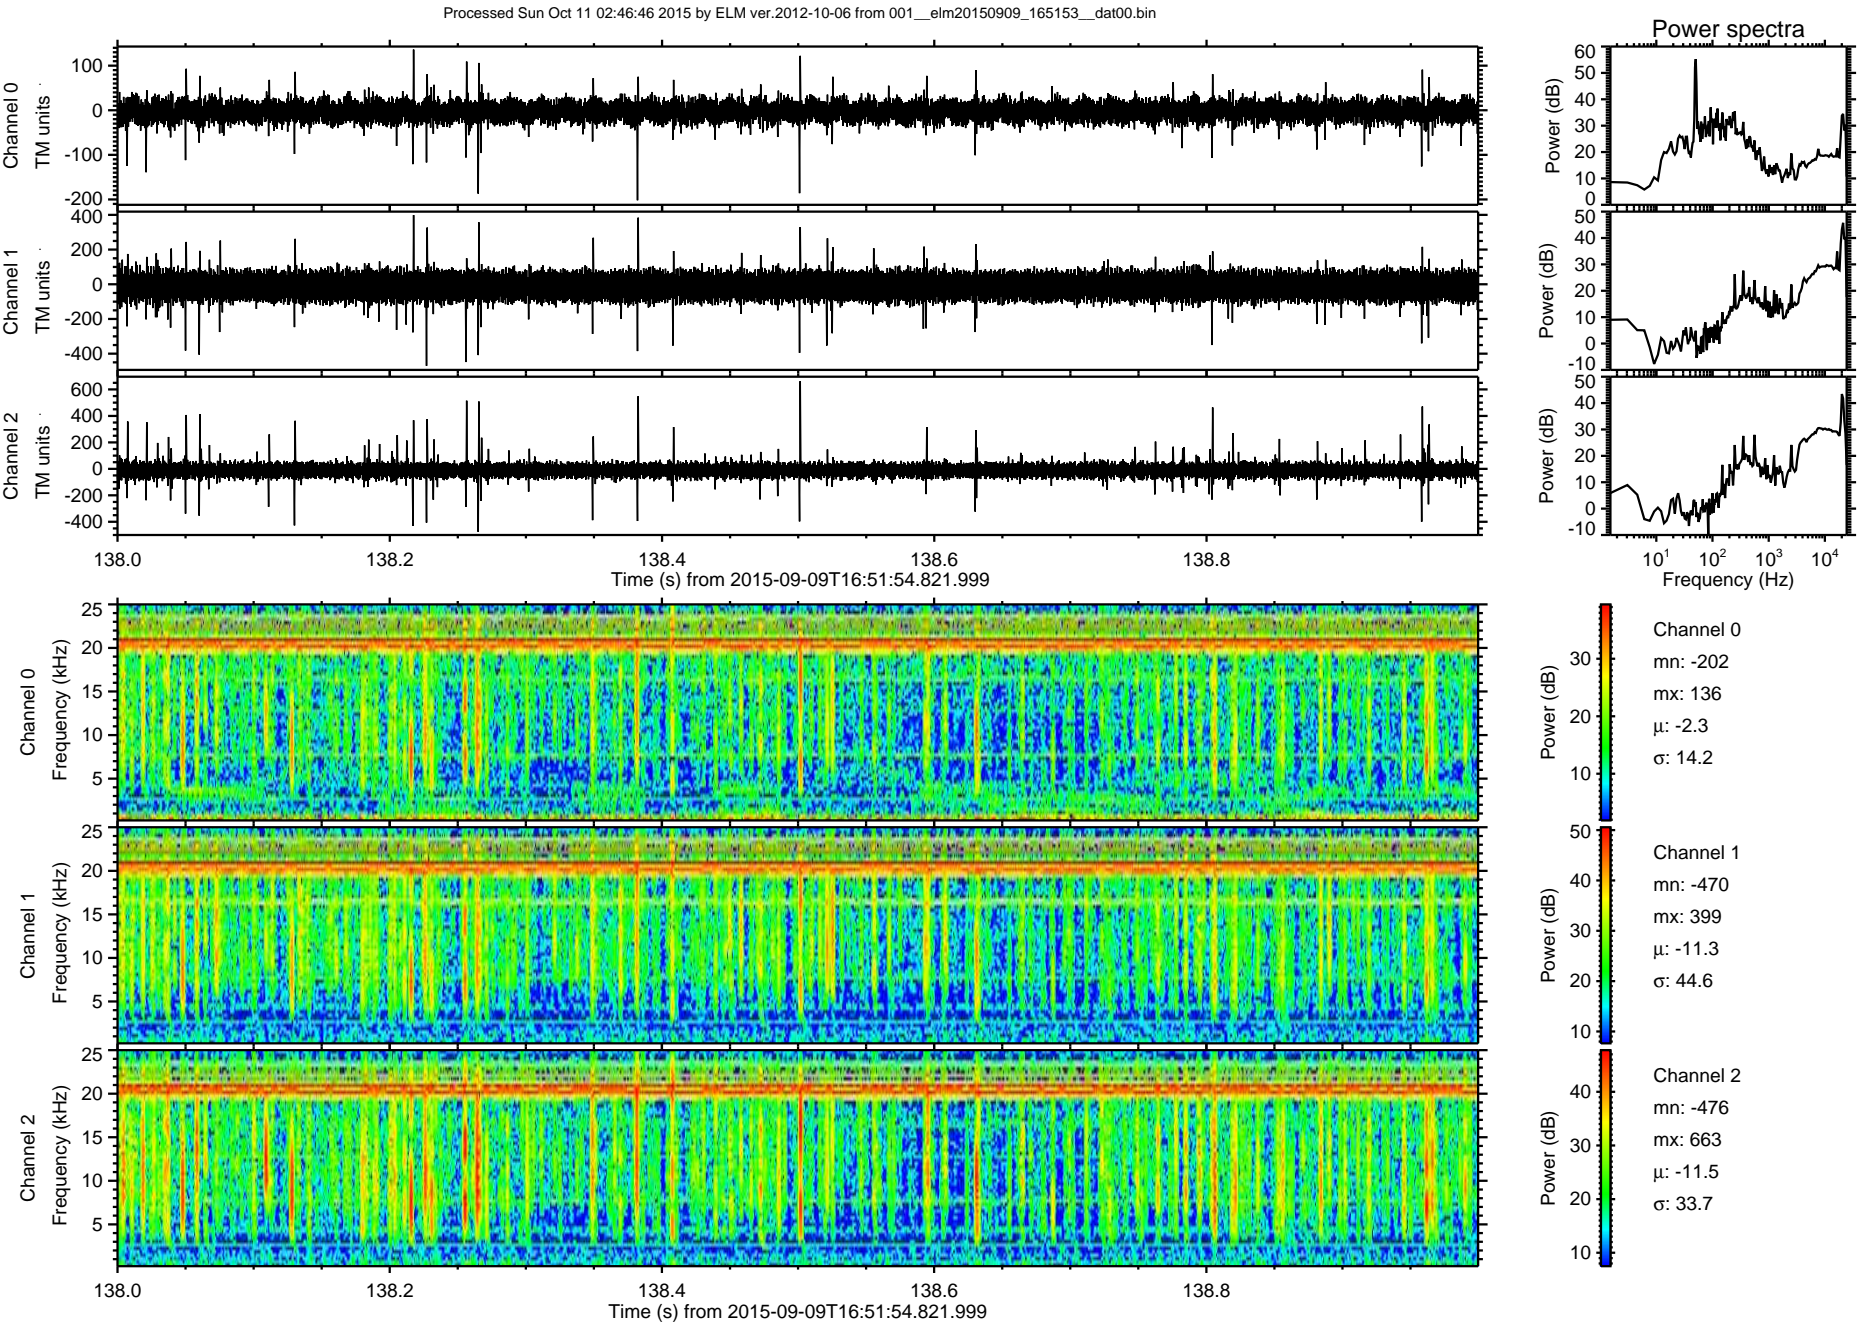 Processed Sun Oct 11 02:46:46 2015 by ELM ver.2012-10-06 from 001__elm20150909_165153__dat00.bin
Power spectra
Channel 0
TM units
100
0
-100
-200
Power (dB)
60
50
40
30
20
10
0
Channel 1
TM units
400
200
0
-200
-400
Power (dB)
50
40
30
20
10
0
-10
Channel 2
TM units
600
400
200
0
-200
-400
Power (dB)
50
40
30
20
10
0
-10
138.0 138.2 138.4 138.6 138.8
Time (s) from 2015-09-09T16:51:54.821.999
10¹ 10² 10³ 10⁴
Frequency (Hz)
Channel 0
Frequency (kHz)
25
20
15
10
5
Power (dB)
30
20
10
Channel 0
mn: -202
mx: 136
μ: -2.3
σ: 14.2
Channel 1
Frequency (kHz)
25
20
15
10
5
Power (dB)
50
40
30
20
10
Channel 1
mn: -470
mx: 399
μ: -11.3
σ: 44.6
Channel 2
Frequency (kHz)
25
20
15
10
5
Power (dB)
40
30
20
10
Channel 2
mn: -476
mx: 663
μ: -11.5
σ: 33.7
138.0 138.2 138.4 138.6 138.8
Time (s) from 2015-09-09T16:51:54.821.999